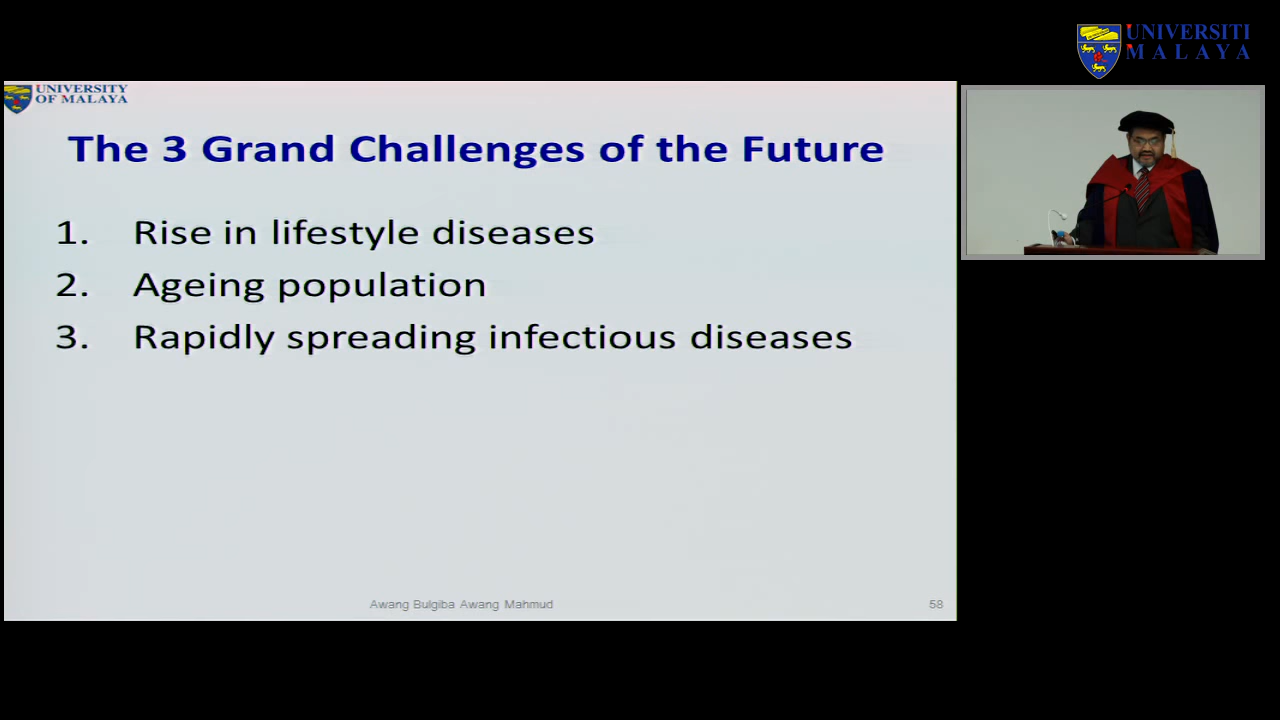 UNIVERSITI
MALAYA
UNIVERSITY
OF MALAYA
The 3 Grand Challenges of the Future
1. Rise in lifestyle diseases
2. Ageing population
3. Rapidly spreading infectious diseases
Awang Bulgiba Awang Mahmud
58